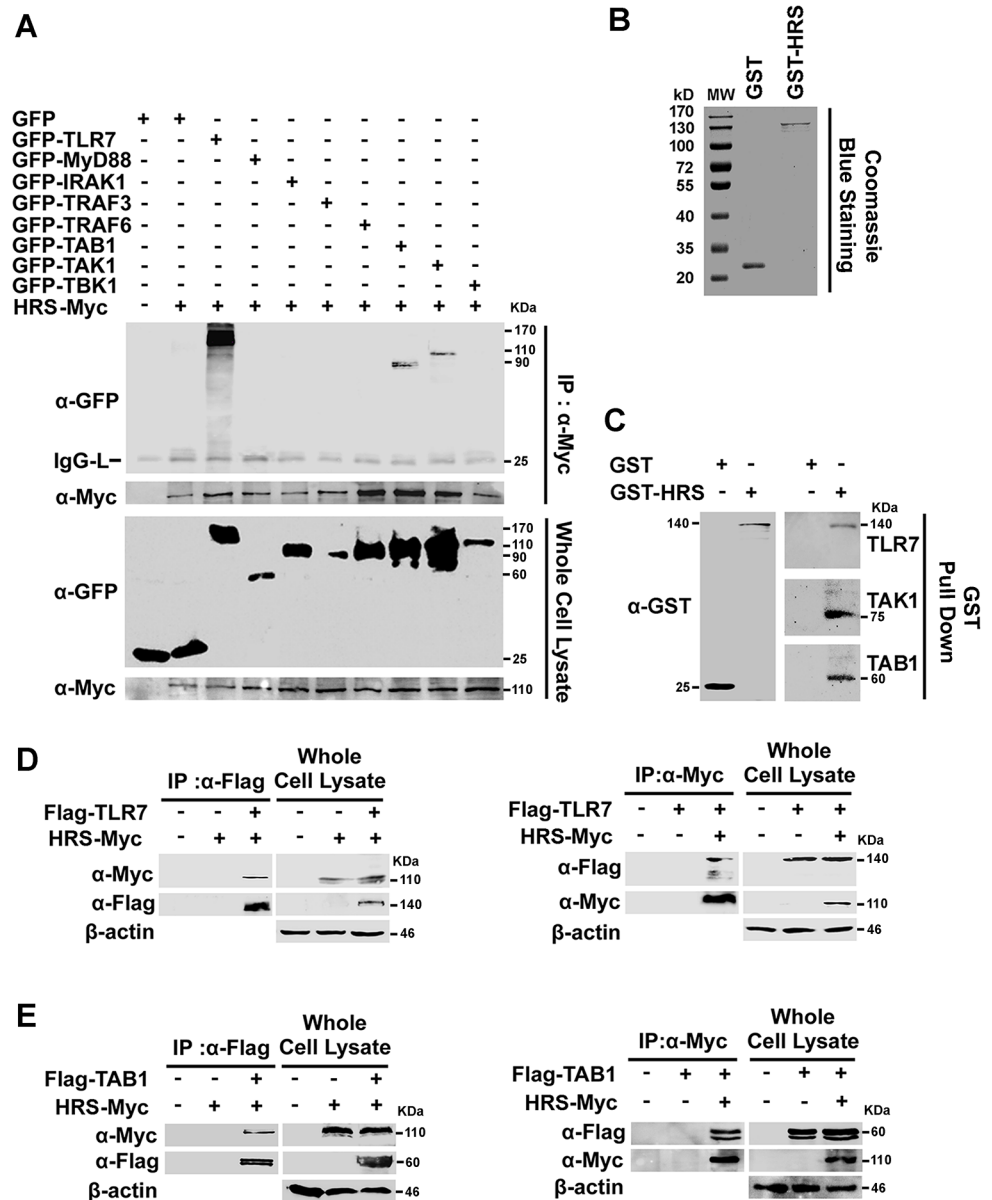 A
GFP + + - - - - - - - -
GFP-TLR7 - - + - - - - - - -
GFP-MyD88 - - - + - - - - - -
GFP-IRAK1 - - - - + - - - - -
GFP-TRAF3 - - - - - + - - - -
GFP-TRAF6 - - - - - - + - - -
GFP-TAB1 - - - - - - - + - -
GFP-TAK1 - - - - - - - - + -
GFP-TBK1 - - - - - - - - - +
HRS-Myc - + + + + + + + + +
KDa
α-GFP
IgG-L
170
110
90
25
α-Myc
IP : α-Myc
α-GFP
170
110
90
60
25
α-Myc
110
Whole Cell Lysate
B
kD MW GST GST-HRS
170
130
100
72
55
40
35
20
Coomassie
Blue Staining
C
GST + - + -
GST-HRS - + - +
KDa
α-GST
140
25
140
TLR7
TAK1
75
TAB1
60
GST
Pull Down
D
IP :α-Flag
Whole
Cell Lysate
Flag-TLR7 - - + - - +
HRS-Myc - + + - + +
KDa
α-Myc 110
α-Flag 140
β-actin 46
IP:α-Myc
Whole
Cell Lysate
Flag-TLR7 - + + - + +
HRS-Myc - - + - - +
KDa
α-Flag 140
α-Myc 110
β-actin 46
E
IP :α-Flag
Whole
Cell Lysate
Flag-TAB1 - - + - - +
HRS-Myc - + + - + +
KDa
α-Myc 110
α-Flag 60
β-actin 46
IP:α-Myc
Whole
Cell Lysate
Flag-TAB1 - + + - + +
HRS-Myc - - + - - +
KDa
α-Flag 60
α-Myc 110
β-actin 46